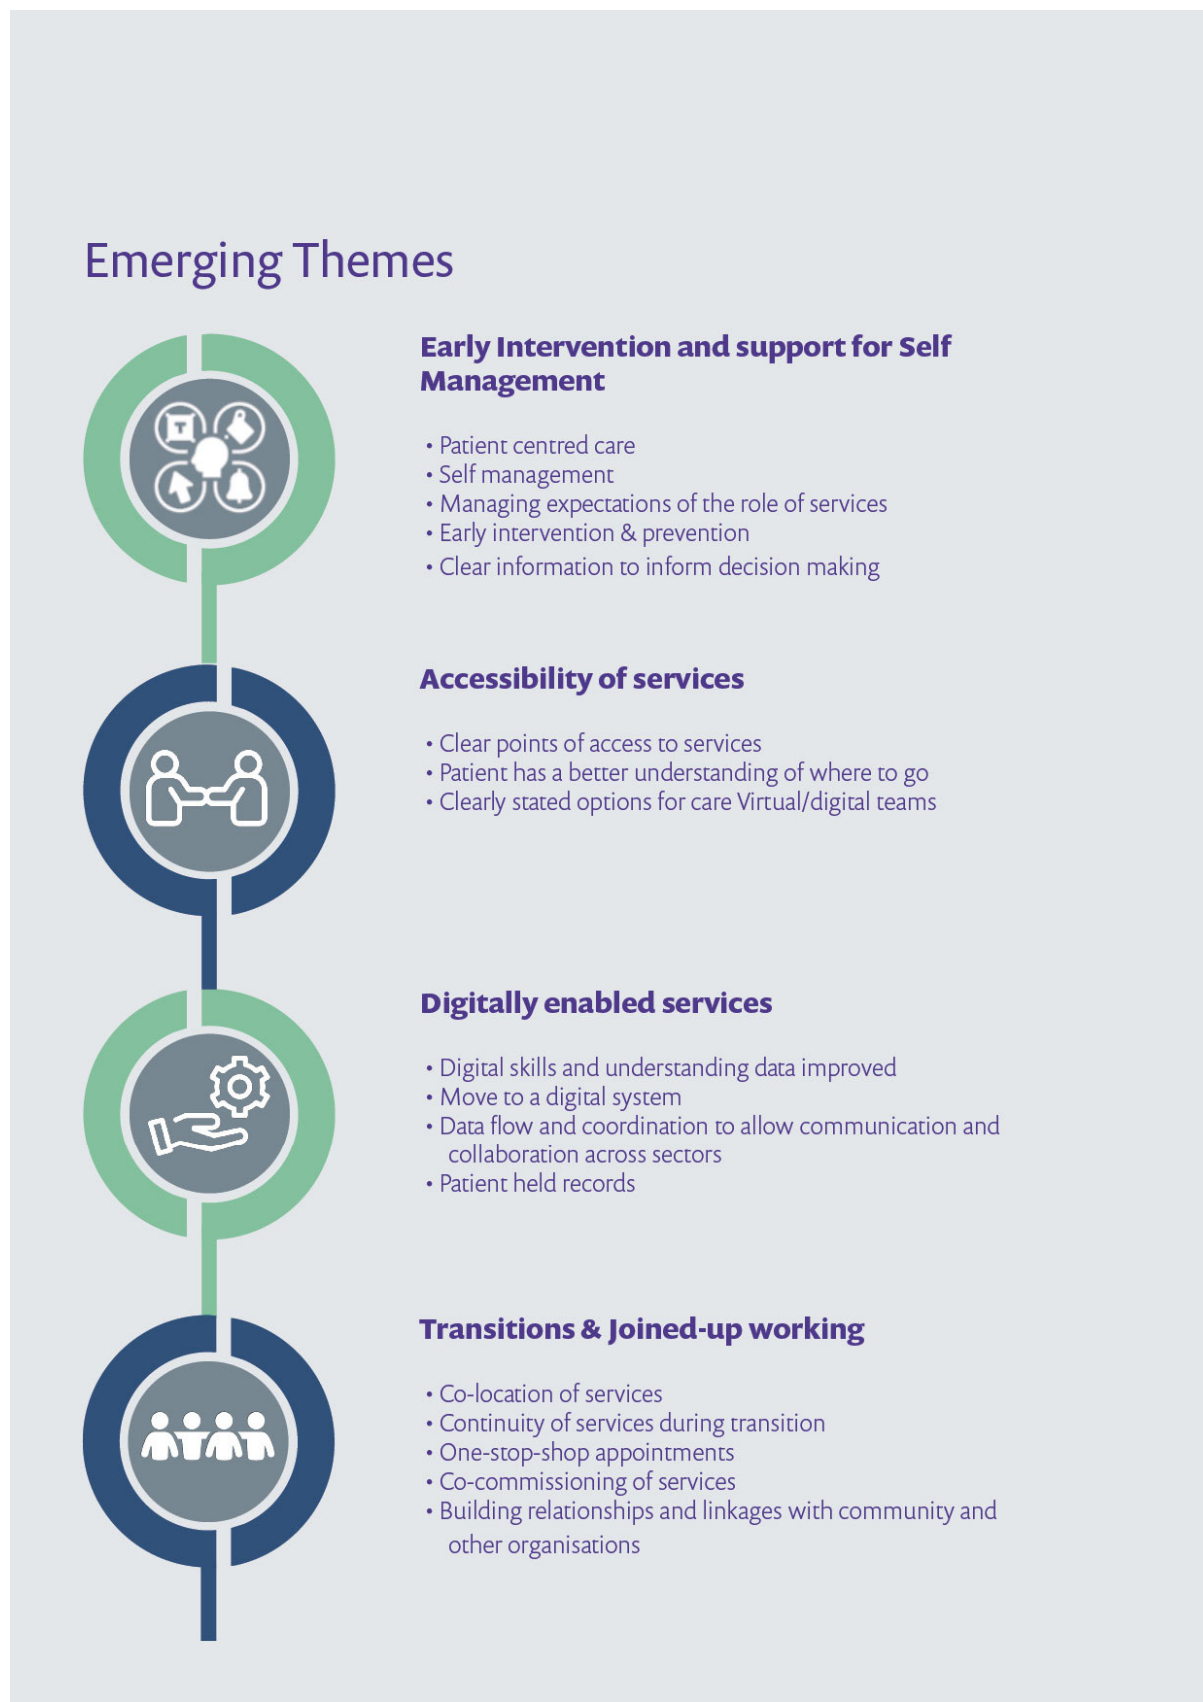 Emerging Themes
Early Intervention and support for Self
Management
• Patient centred care
• Self management
• Managing expectations of the role of services
• Early intervention & prevention
• Clear information to inform decision making
Accessibility of services
• Clear points of access to services
• Patient has a better understanding of where to go
• Clearly stated options for care Virtual/digital teams
Digitally enabled services
• Digital skills and understanding data improved
• Move to a digital system
• Data flow and coordination to allow communication and
collaboration across sectors
• Patient held records
Transitions & Joined-up working
• Co-location of services
• Continuity of services during transition
• One-stop-shop appointments
• Co-commissioning of services
• Building relationships and linkages with community and
other organisations